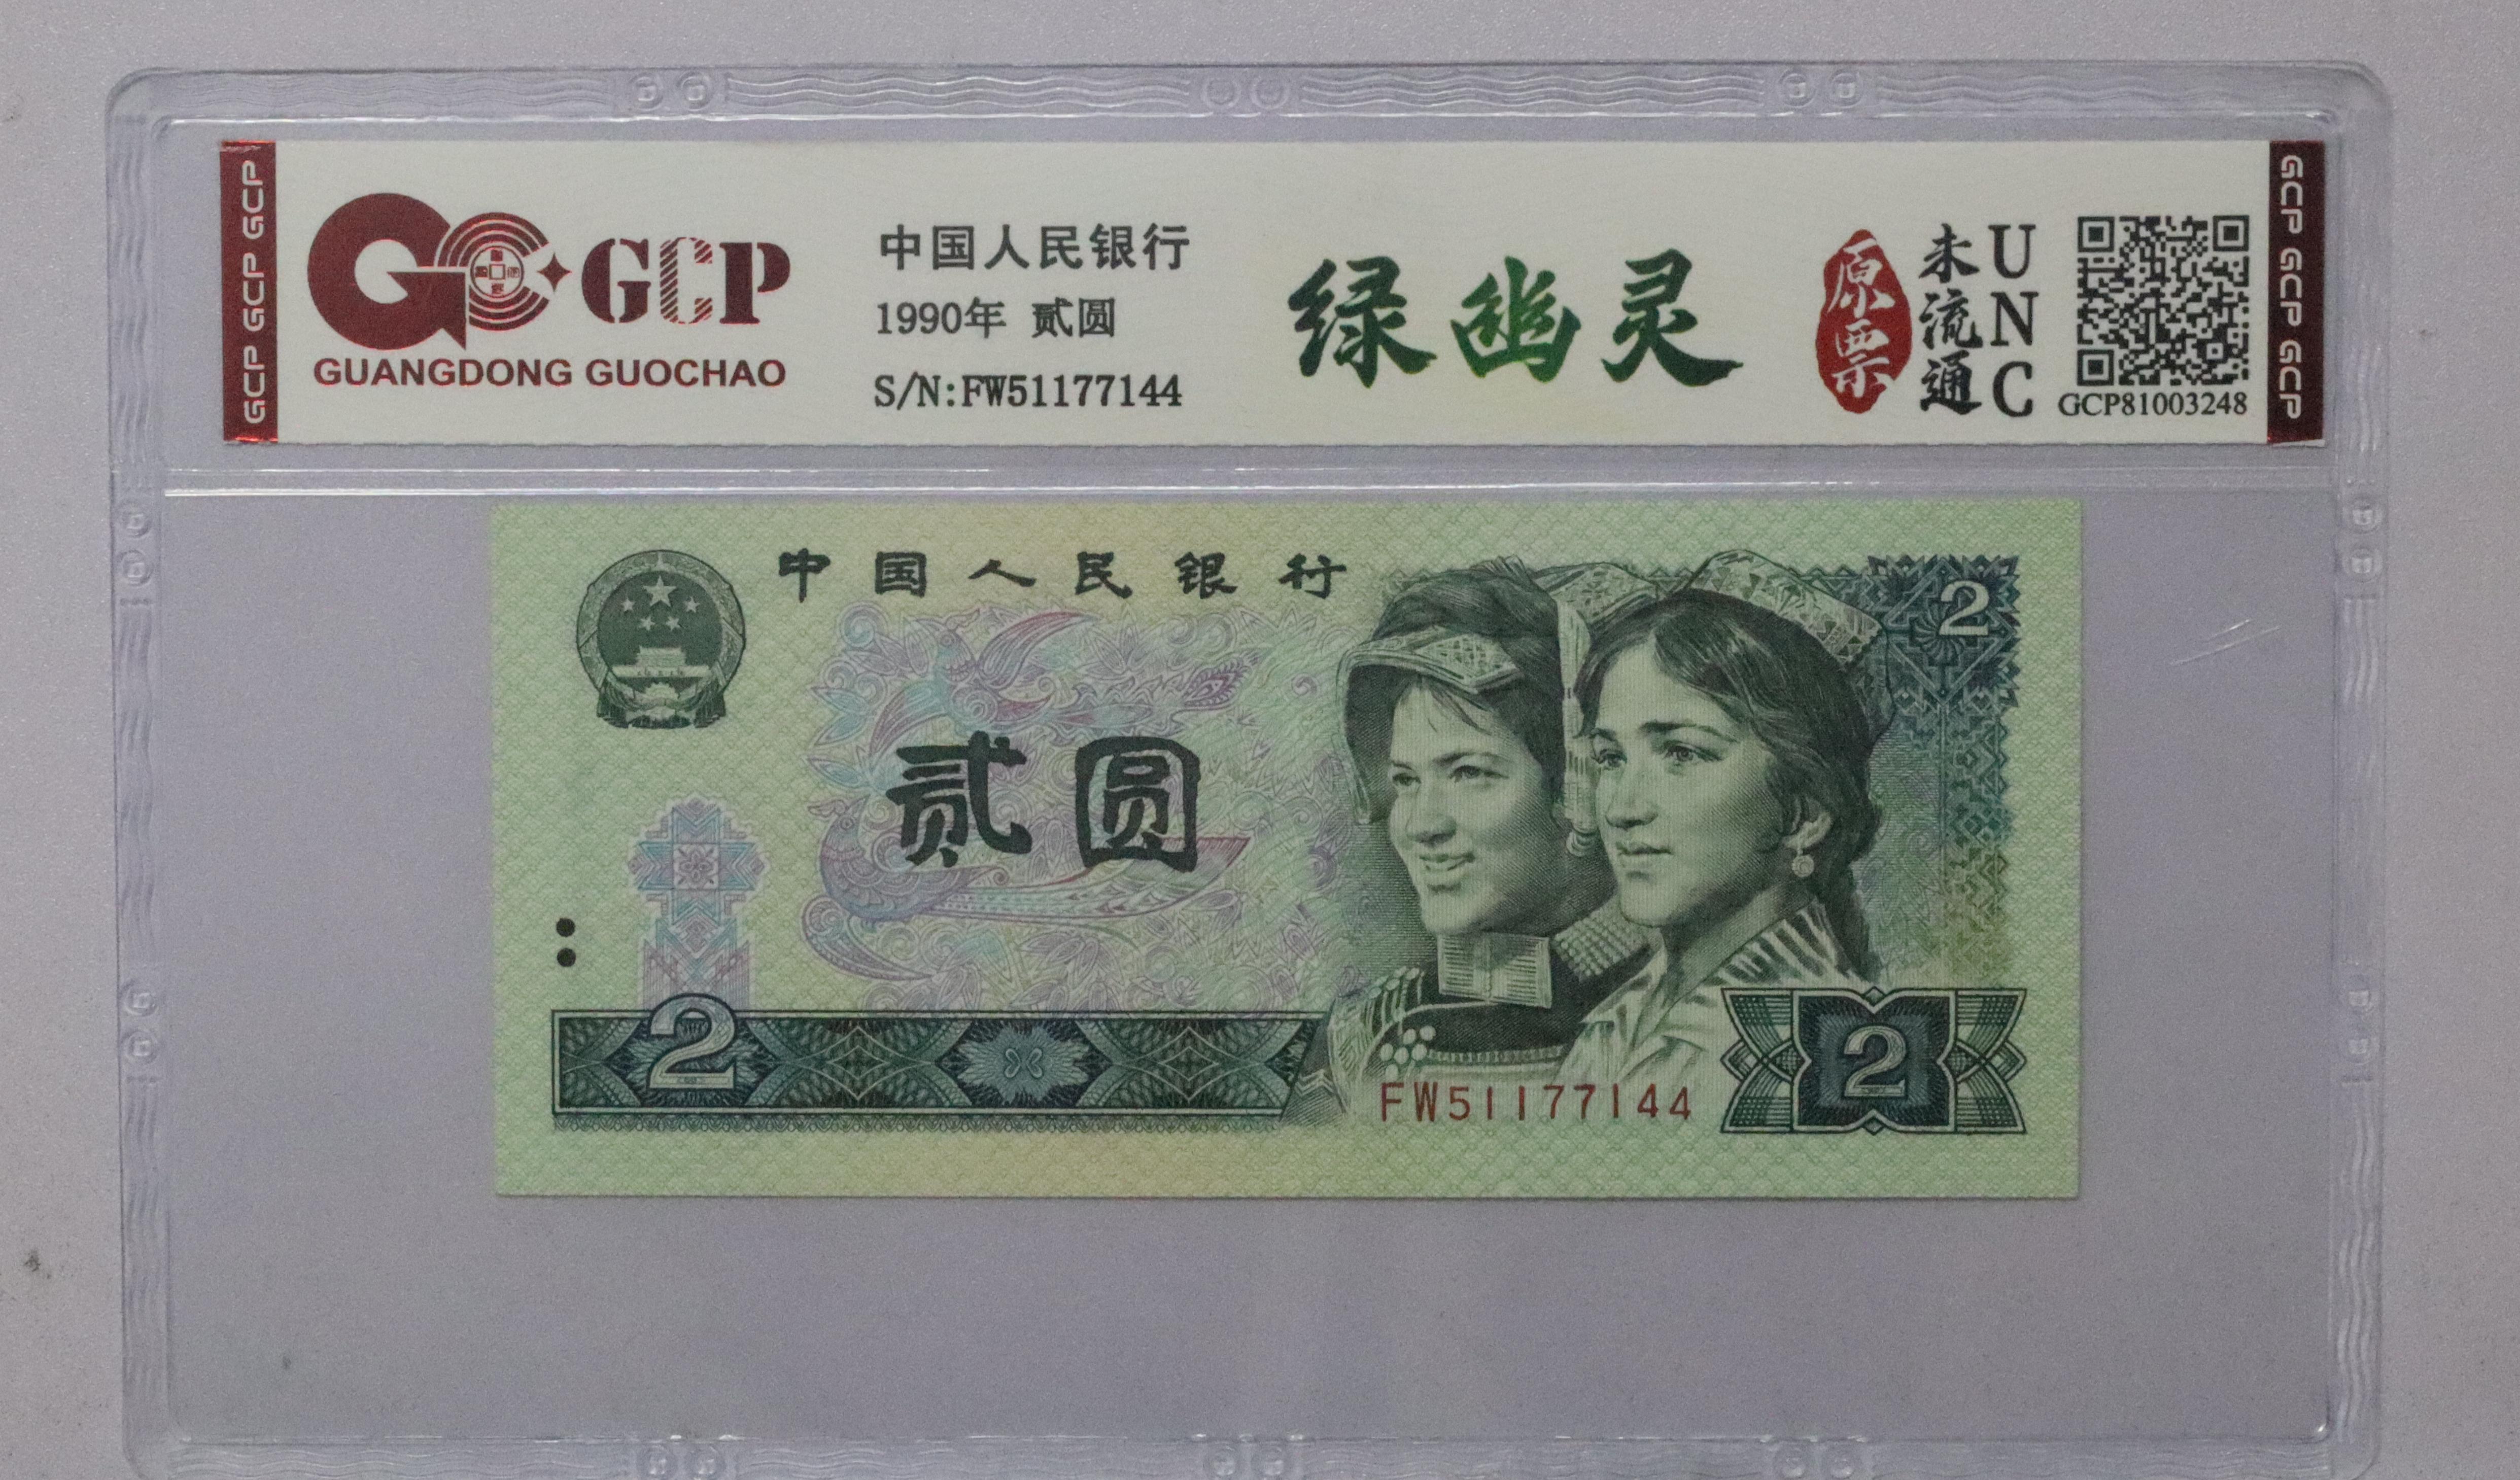 GCP GCP GCP
GCP
GUANGDONG GUOCHAO
中国人民银行
1990年 贰圆
S/N:FW51177144
绿幽灵
原票
未流通
UNC
GCP81003248
GCP GCP GCP
中国人民银行
2
贰圆
2
FW51177144
2